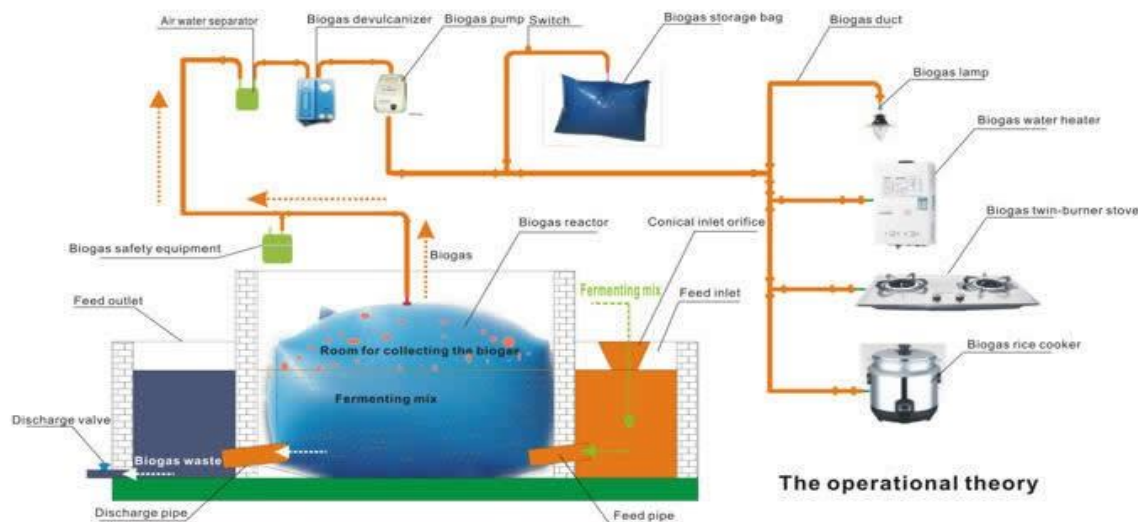 Air water separator
Biogas devulcanizer
Biogas pump
Switch
Biogas storage bag
Biogas duct
Biogas lamp
Biogas water heater
Biogas twin-burner stove
Biogas safety equipment
Biogas
Biogas reactor
Conical inlet orifice
Feed outlet
Fermenting mix
Feed inlet
Room for collecting the biogar
Biogas rice cooker
Fermenting mix
Discharge valve
Biogas waste
Discharge pipe
Feed pipe
The operational theory